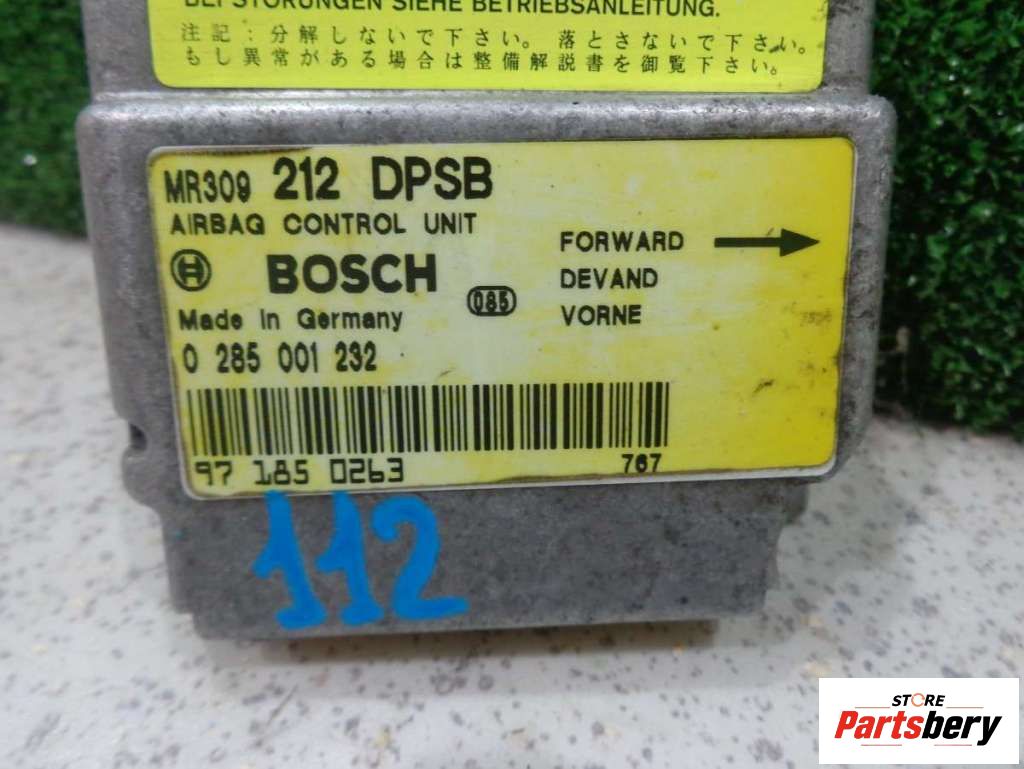 BEI STÖRUNGEN SIEHE BETRIEBSANLEITUNG.
注記:分解しないで下さい。落とさないで下さい。
もし異常がある場合は整備解説書を御覧下さい。
MR309 212 DPSB
AIRBAG CONTROL UNIT
BOSCH
085
FORWARD
DEVAND
VORNE
Made in Germany
0 285 001 232
97 185 0263 767
112
STORE
Partsbery